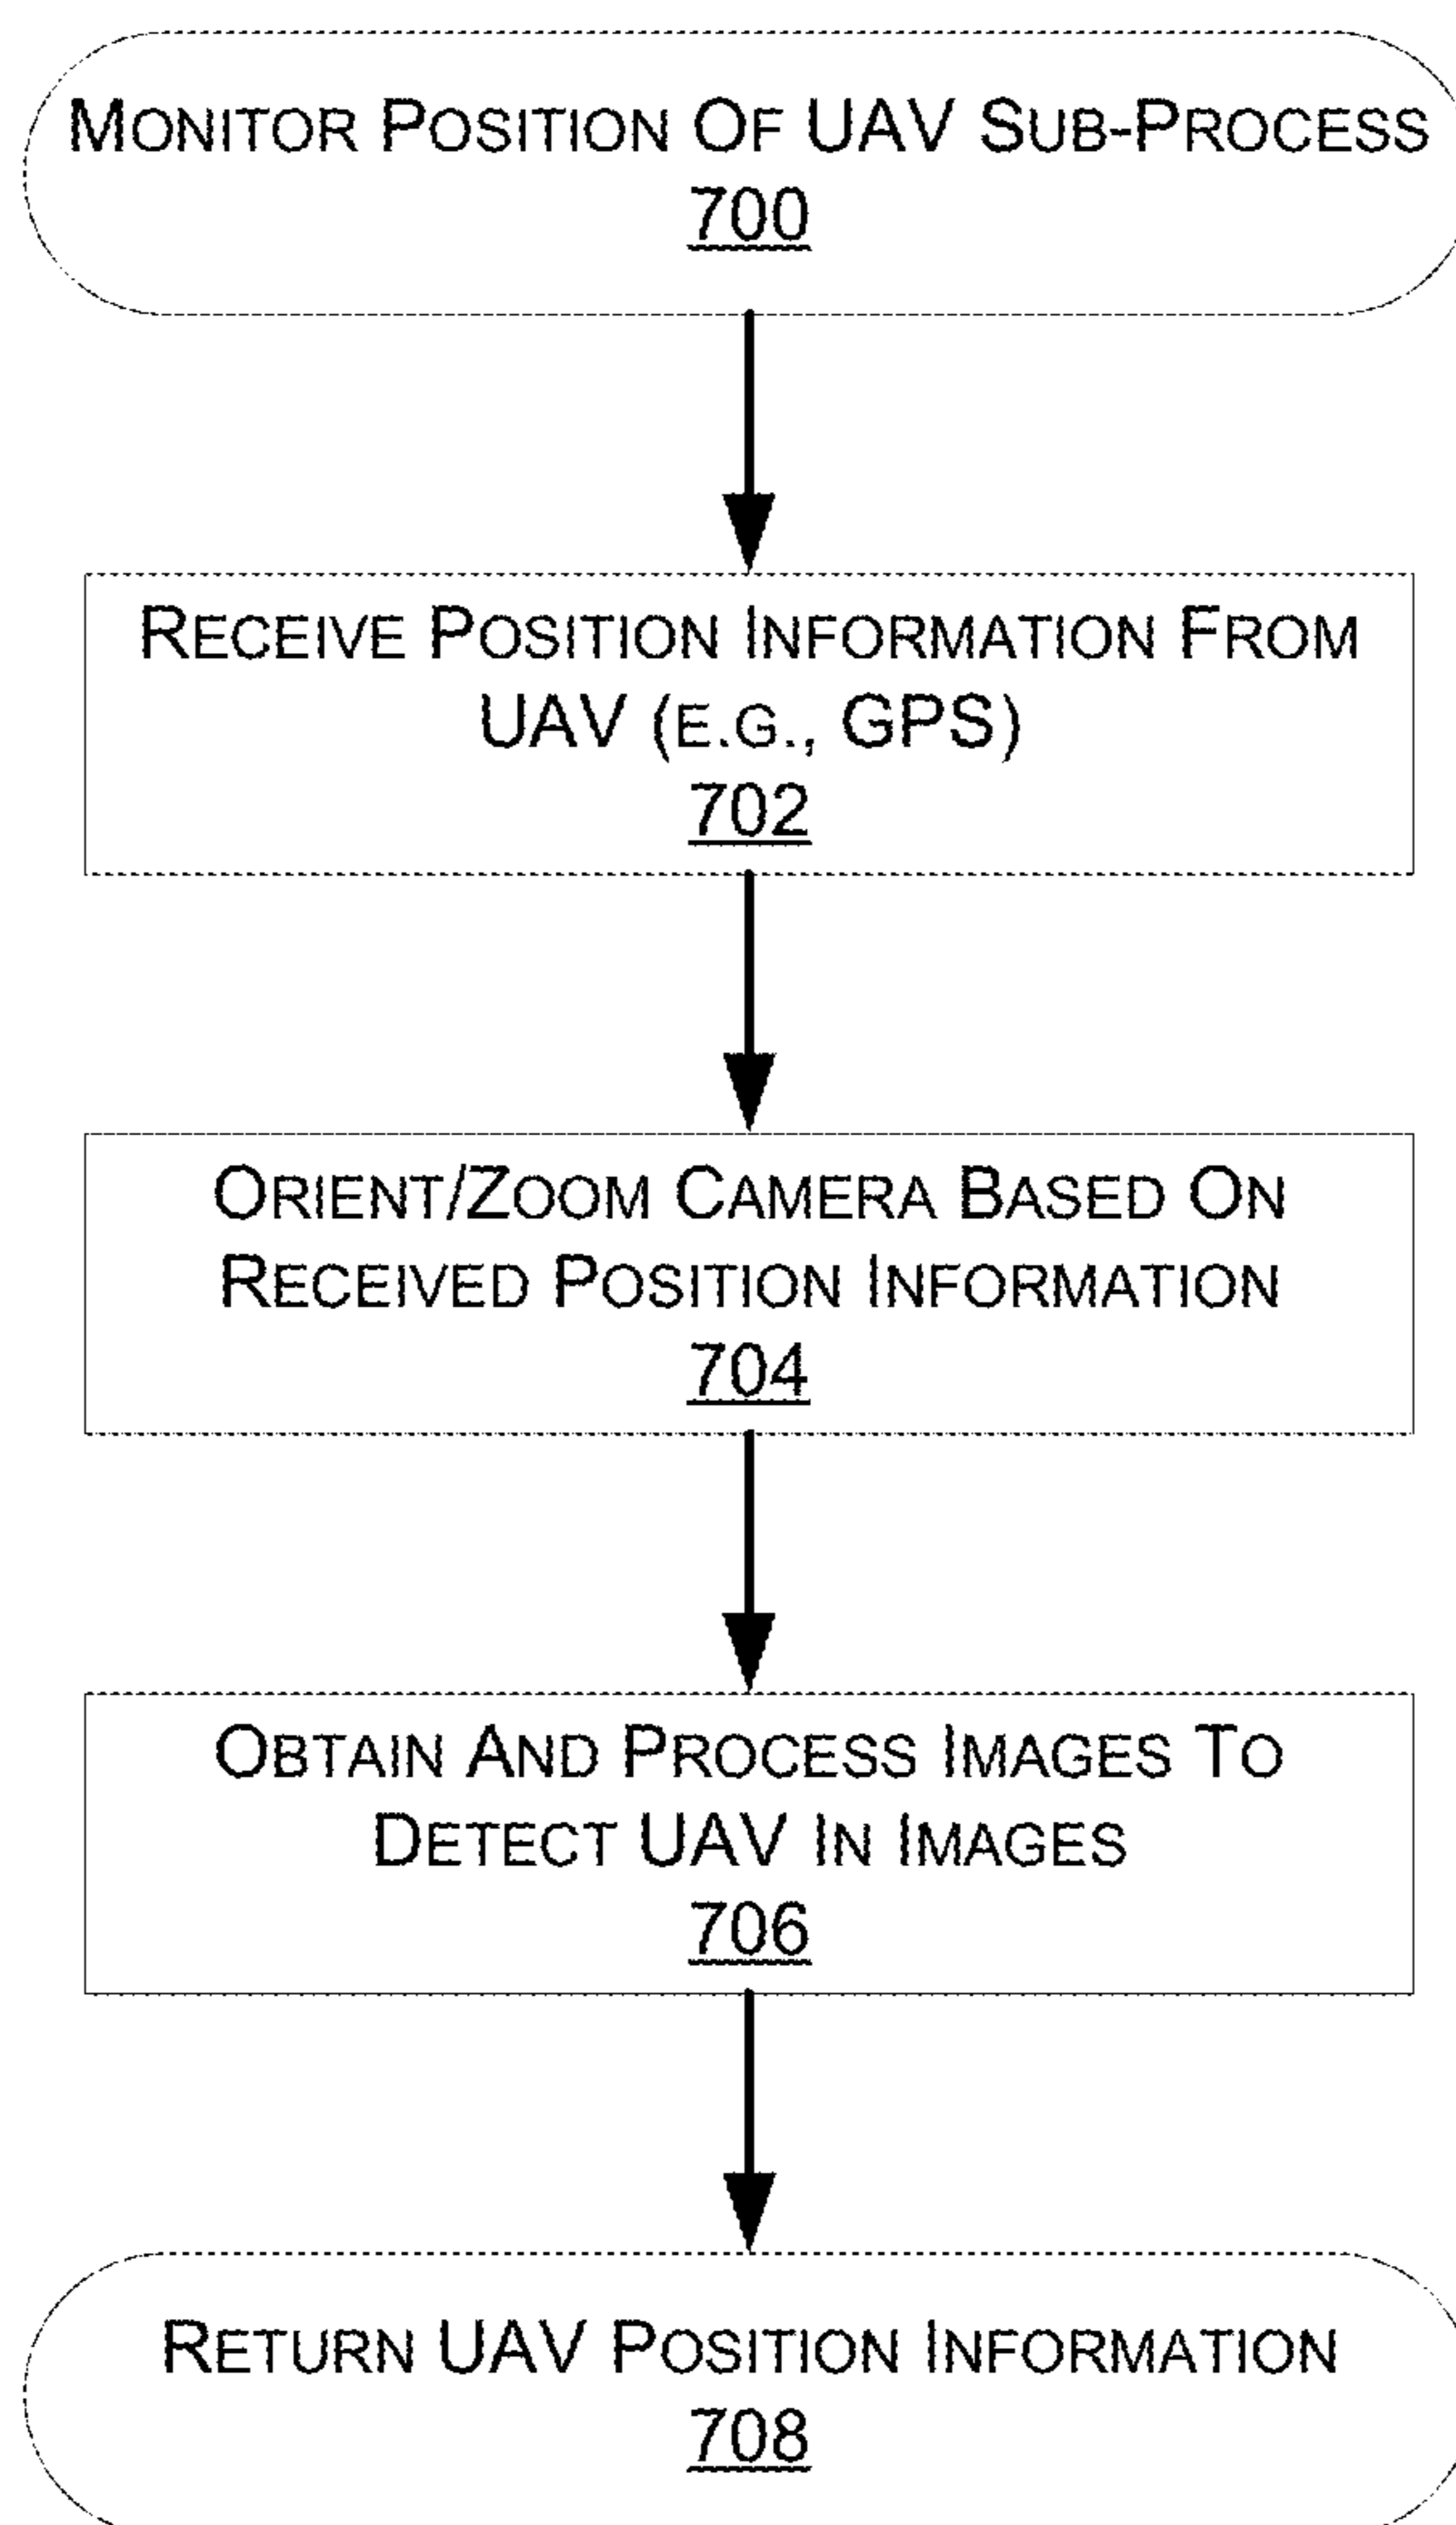 MONITOR POSITION OF UAV SUB-PROCESS
700
RECEIVE POSITION INFORMATION FROM
UAV (E.G., GPS)
702
ORIENT/ZOOM CAMERA BASED ON
RECEIVED POSITION INFORMATION
704
OBTAIN AND PROCESS IMAGES TO
DETECT UAV IN IMAGES
706
RETURN UAV POSITION INFORMATION
708